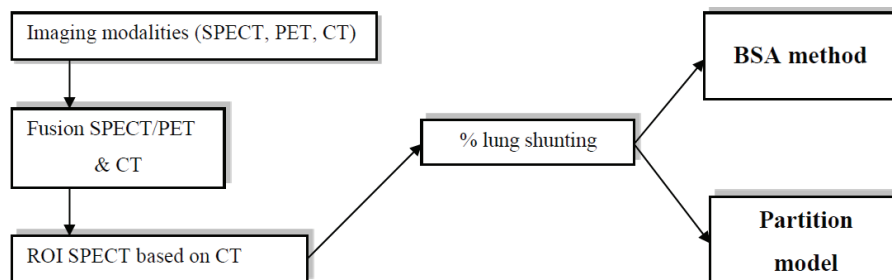 Imaging modalities (SPECT, PET, CT)
Fusion SPECT/PET
& CT
ROI SPECT based on CT
% lung shunting
BSA method
Partition
model